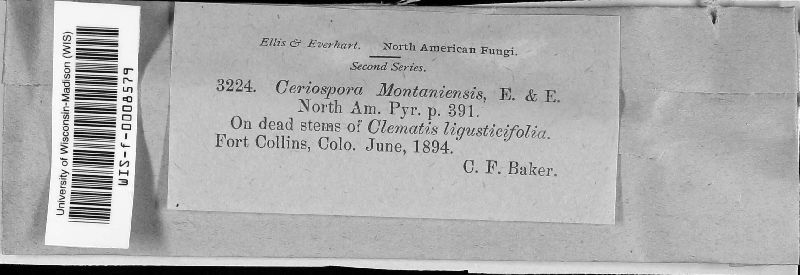 University of Wisconsin-Madison (WIS)
WIS-f-0008579
Ellis & Everhart. North American Fungi.
Second Series.
3224. Ceriospora Montaniensis, E. & E.
North Am. Pyr. p. 391.
On dead stems of Clematis ligusticifolia.
Fort Collins, Colo. June, 1894.
C. F. Baker.